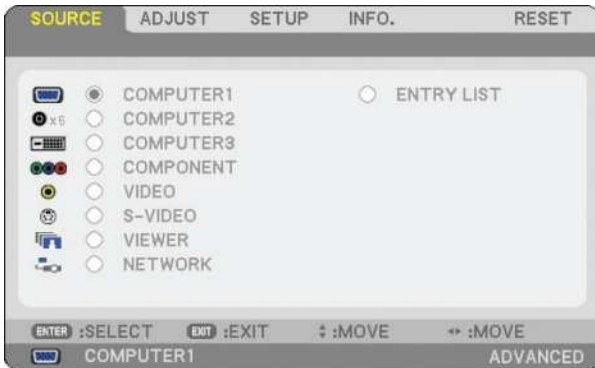 SOURCE ADJUST SETUP INFO. RESET
COMPUTER1 ENTRY LIST
x5 COMPUTER2
COMPUTER3
COMPONENT
VIDEO
S-VIDEO
VIEWER
NETWORK
ENTER :SELECT EXIT :EXIT :MOVE :MOVE
COMPUTER1 ADVANCED